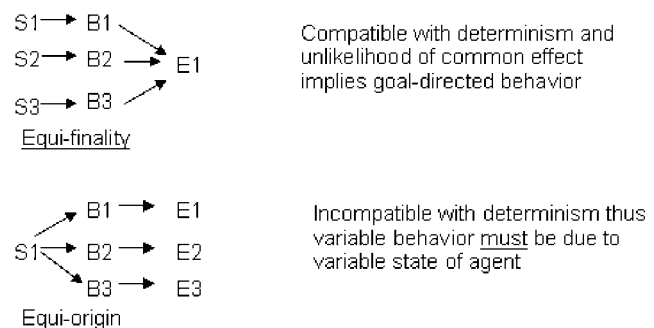 S1 B1
S2 B2 E1
S3 B3
Equi-finality
Compatible with determinism and
unlikelihood of common effect
implies goal-directed behavior
B1 E1
S1 B2 E2
B3 E3
Equi-origin
Incompatible with determinism thus
variable behavior must be due to
variable state of agent